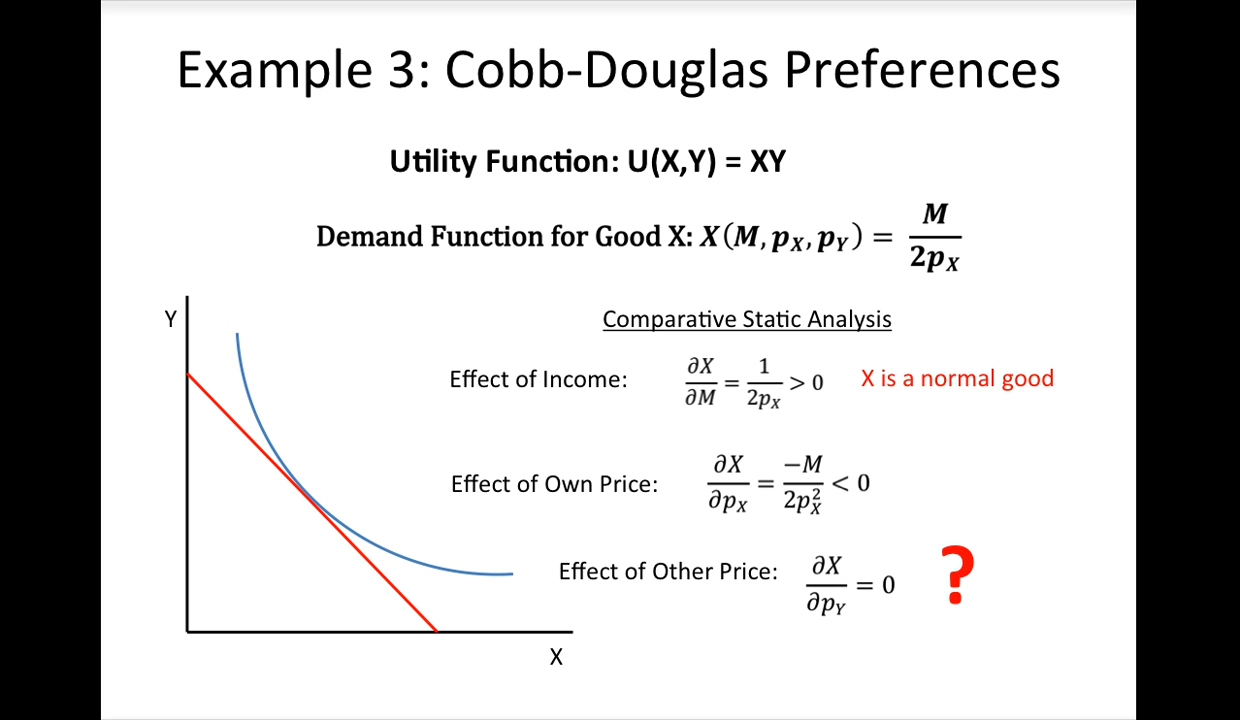 Example 3: Cobb-Douglas Preferences
Utility Function: U(X,Y) = XY
Demand Function for Good X: X(M, p_X, p_Y) = M / 2p_X
Y
Comparative Static Analysis
Effect of Income: ∂X/∂M = 1/2p_X > 0 X is a normal good
Effect of Own Price: ∂X/∂p_X = −M/2p_X² < 0
Effect of Other Price: ∂X/∂p_Y = 0 ?
X